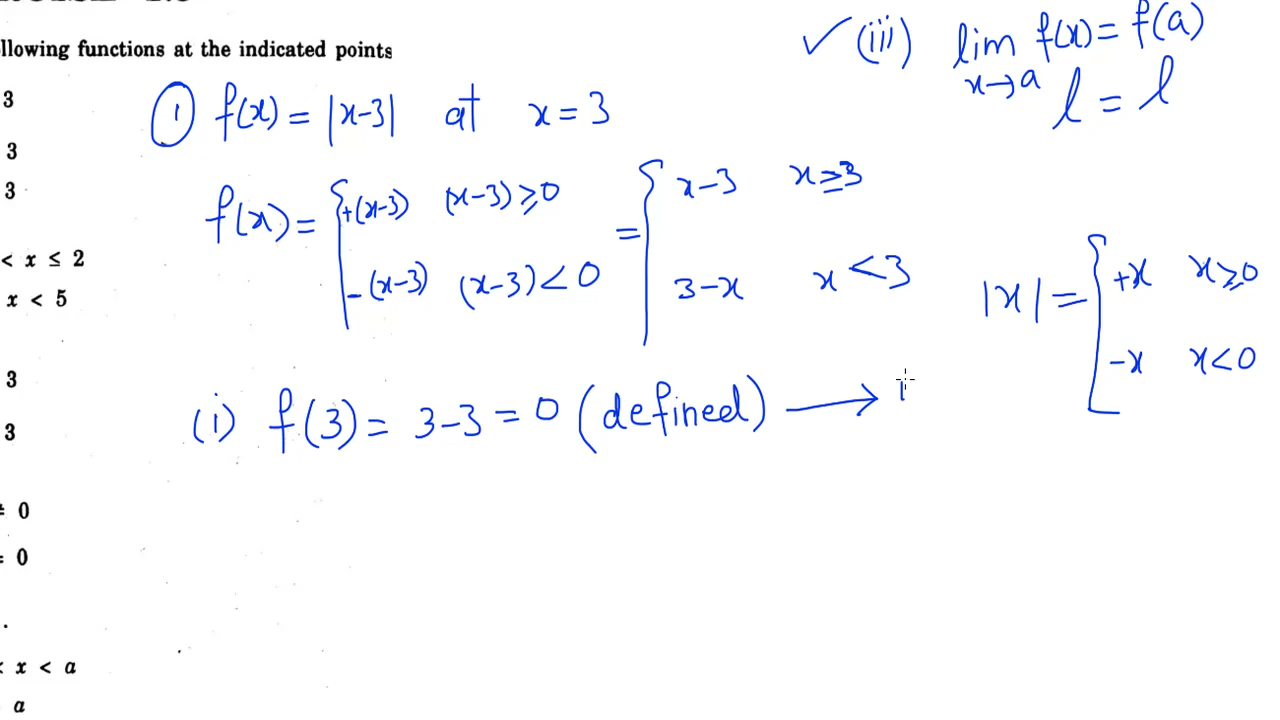 llowing functions at the indicated points
✓ (iii) lim f(x) = f(a)
x→a
l = l
3
① f(x) = |x-3| at x = 3
3
3
f(x) = { +(x-3) (x-3) ≥ 0 = { x-3 x ≥ 3
-(x-3) (x-3) < 0 3-x x < 3
< x ≤ 2
x < 5
|x| = { +x x ≥ 0
-x x < 0
3
(i) f(3) = 3-3 = 0 (defined) →
3
= 0
x < a
a